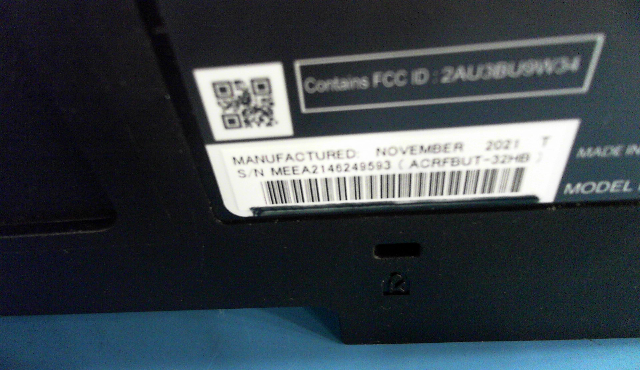 Contains FCC ID : 2AU3BU9W34
MANUFACTURED: NOVEMBER 2021 T
S/N MEEA2146249593 ( ACRFBUT-32HB )
MADE IN
MODEL